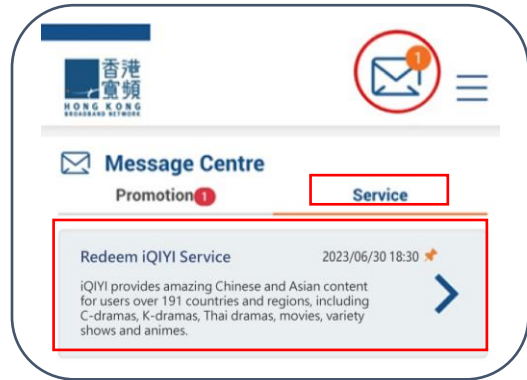 1
香港
寬頻
HONG KONG
BROADBAND NETWORK
Message Centre
Promotion 1
Service
Redeem iQIYI Service 2023/06/30 18:30
iQIYI provides amazing Chinese and Asian content
for users over 191 countries and regions, including
C-dramas, K-dramas, Thai dramas, movies, variety
shows and animes.